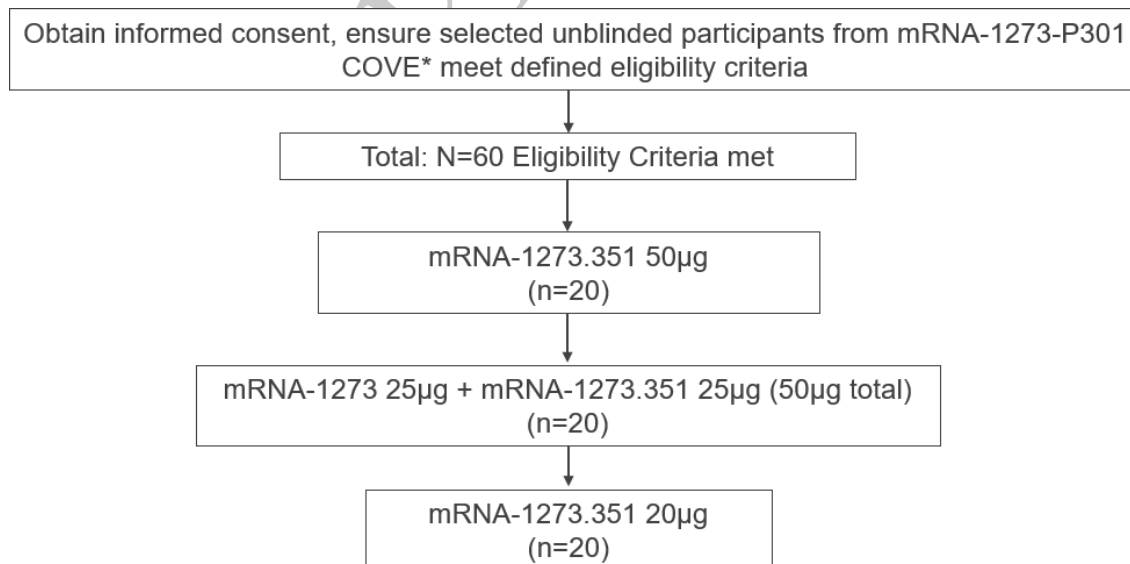 Obtain informed consent, ensure selected unblinded participants from mRNA-1273-P301
COVE* meet defined eligibility criteria
Total: N=60 Eligibility Criteria met
mRNA-1273.351 50µg
(n=20)
mRNA-1273 25µg + mRNA-1273.351 25µg (50µg total)
(n=20)
mRNA-1273.351 20µg
(n=20)